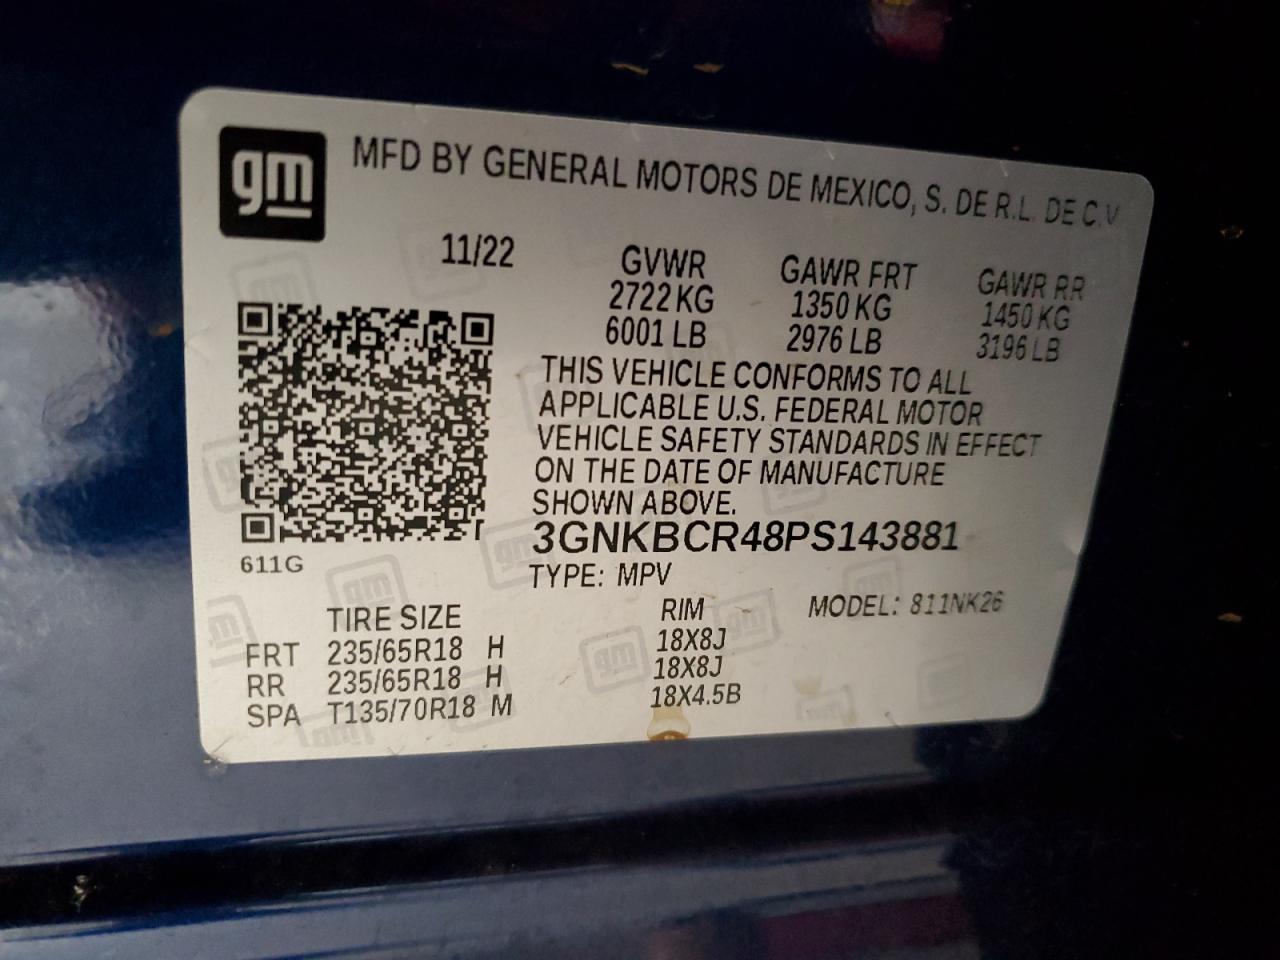 gm
MFD BY GENERAL MOTORS DE MEXICO, S. DE R.L. DE C.V
11/22
GVWR GAWR FRT GAWR RR
2722 KG 1350 KG 1450 KG
6001 LB 2976 LB 3196 LB
THIS VEHICLE CONFORMS TO ALL
APPLICABLE U.S. FEDERAL MOTOR
VEHICLE SAFETY STANDARDS IN EFFECT
ON THE DATE OF MANUFACTURE
SHOWN ABOVE.
3GNKBCR48PS143881
611G
TYPE: MPV
MODEL: 811NK26
TIRE SIZE RIM
FRT 235/65R18 H 18X8J
RR 235/65R18 H 18X8J
SPA T135/70R18 M 18X4.5B